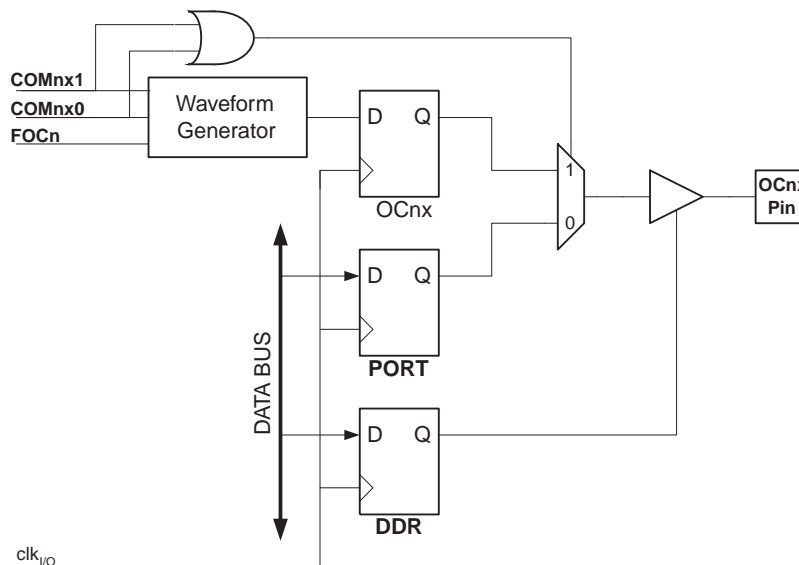 COMnx1
COMnx0
FOCn
Waveform
Generator
D Q
OCnx
1
0
OCnx
Pin
D Q
PORT
D Q
DDR
DATA BUS
clkI/O